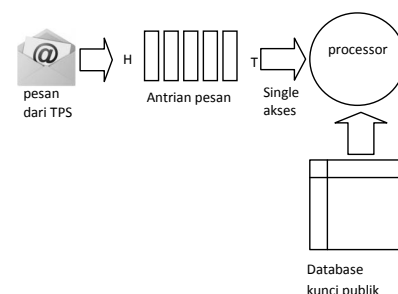 @
pesan
dari TPS
H
Antrian pesan
T
Single
akses
processor
Database
kunci publik